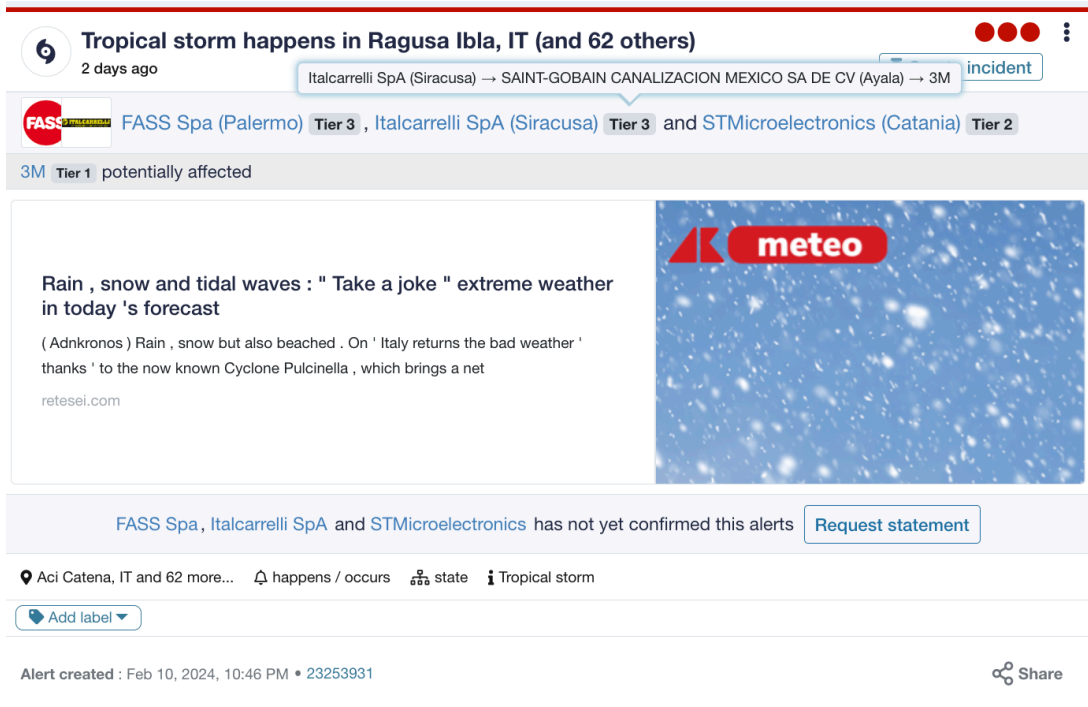 Tropical storm happens in Ragusa Ibla, IT (and 62 others)
2 days ago
incident
Italcarrelli SpA (Siracusa) → SAINT-GOBAIN CANALIZACION MEXICO SA DE CV (Ayala) → 3M
FASS ITALCARRELLI
FASS Spa (Palermo) Tier 3 , Italcarrelli SpA (Siracusa) Tier 3 and STMicroelectronics (Catania) Tier 2
3M Tier 1 potentially affected
meteo
Rain , snow and tidal waves : " Take a joke " extreme weather
in today 's forecast
( Adnkronos ) Rain , snow but also beached . On ' Italy returns the bad weather '
thanks ' to the now known Cyclone Pulcinella , which brings a net
retesei.com
FASS Spa , Italcarrelli SpA and STMicroelectronics has not yet confirmed this alerts Request statement
Aci Catena, IT and 62 more... happens / occurs state Tropical storm
Add label
Alert created : Feb 10, 2024, 10:46 PM • 23253931
Share